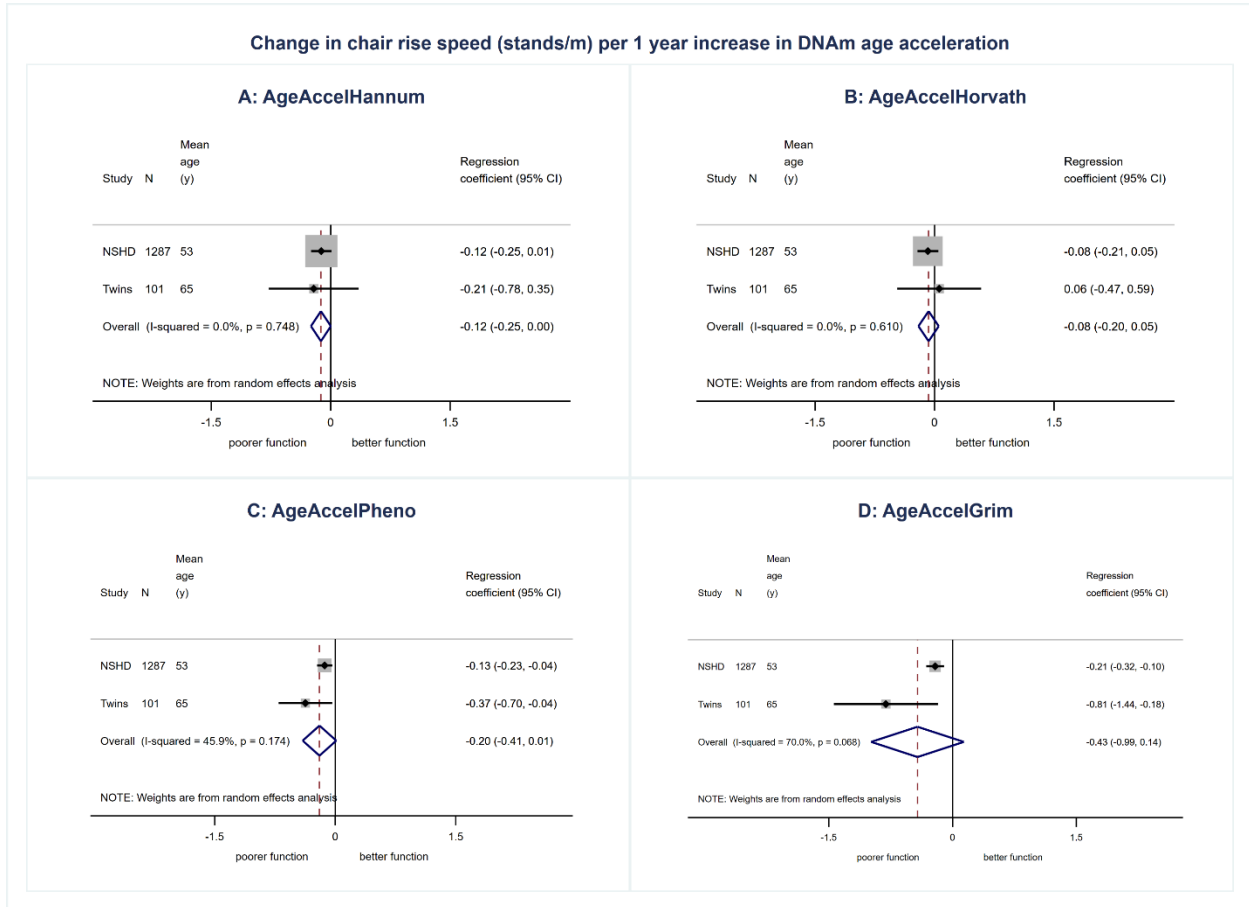 Change in chair rise speed (stands/m) per 1 year increase in DNAm age acceleration
A: AgeAccelHannum
Mean
age
Regression
Study N (y) coefficient (95% CI)
NSHD 1287 53 -0.12 (-0.25, 0.01)
Twins 101 65 -0.21 (-0.78, 0.35)
Overall (I-squared = 0.0%, p = 0.748) -0.12 (-0.25, 0.00)
NOTE: Weights are from random effects analysis
-1.5 0 1.5
poorer function better function
B: AgeAccelHorvath
Mean
age
Regression
Study N (y) coefficient (95% CI)
NSHD 1287 53 -0.08 (-0.21, 0.05)
Twins 101 65 0.06 (-0.47, 0.59)
Overall (I-squared = 0.0%, p = 0.610) -0.08 (-0.20, 0.05)
NOTE: Weights are from random effects analysis
-1.5 0 1.5
poorer function better function
C: AgeAccelPheno
Mean
age
Regression
Study N (y) coefficient (95% CI)
NSHD 1287 53 -0.13 (-0.23, -0.04)
Twins 101 65 -0.37 (-0.70, -0.04)
Overall (I-squared = 45.9%, p = 0.174) -0.20 (-0.41, 0.01)
NOTE: Weights are from random effects analysis
-1.5 0 1.5
poorer function better function
D: AgeAccelGrim
Mean
age
Regression
Study N (y) coefficient (95% CI)
NSHD 1287 53 -0.21 (-0.32, -0.10)
Twins 101 65 -0.81 (-1.44, -0.18)
Overall (I-squared = 70.0%, p = 0.068) -0.43 (-0.99, 0.14)
NOTE: Weights are from random effects analysis
-1.5 0 1.5
poorer function better function